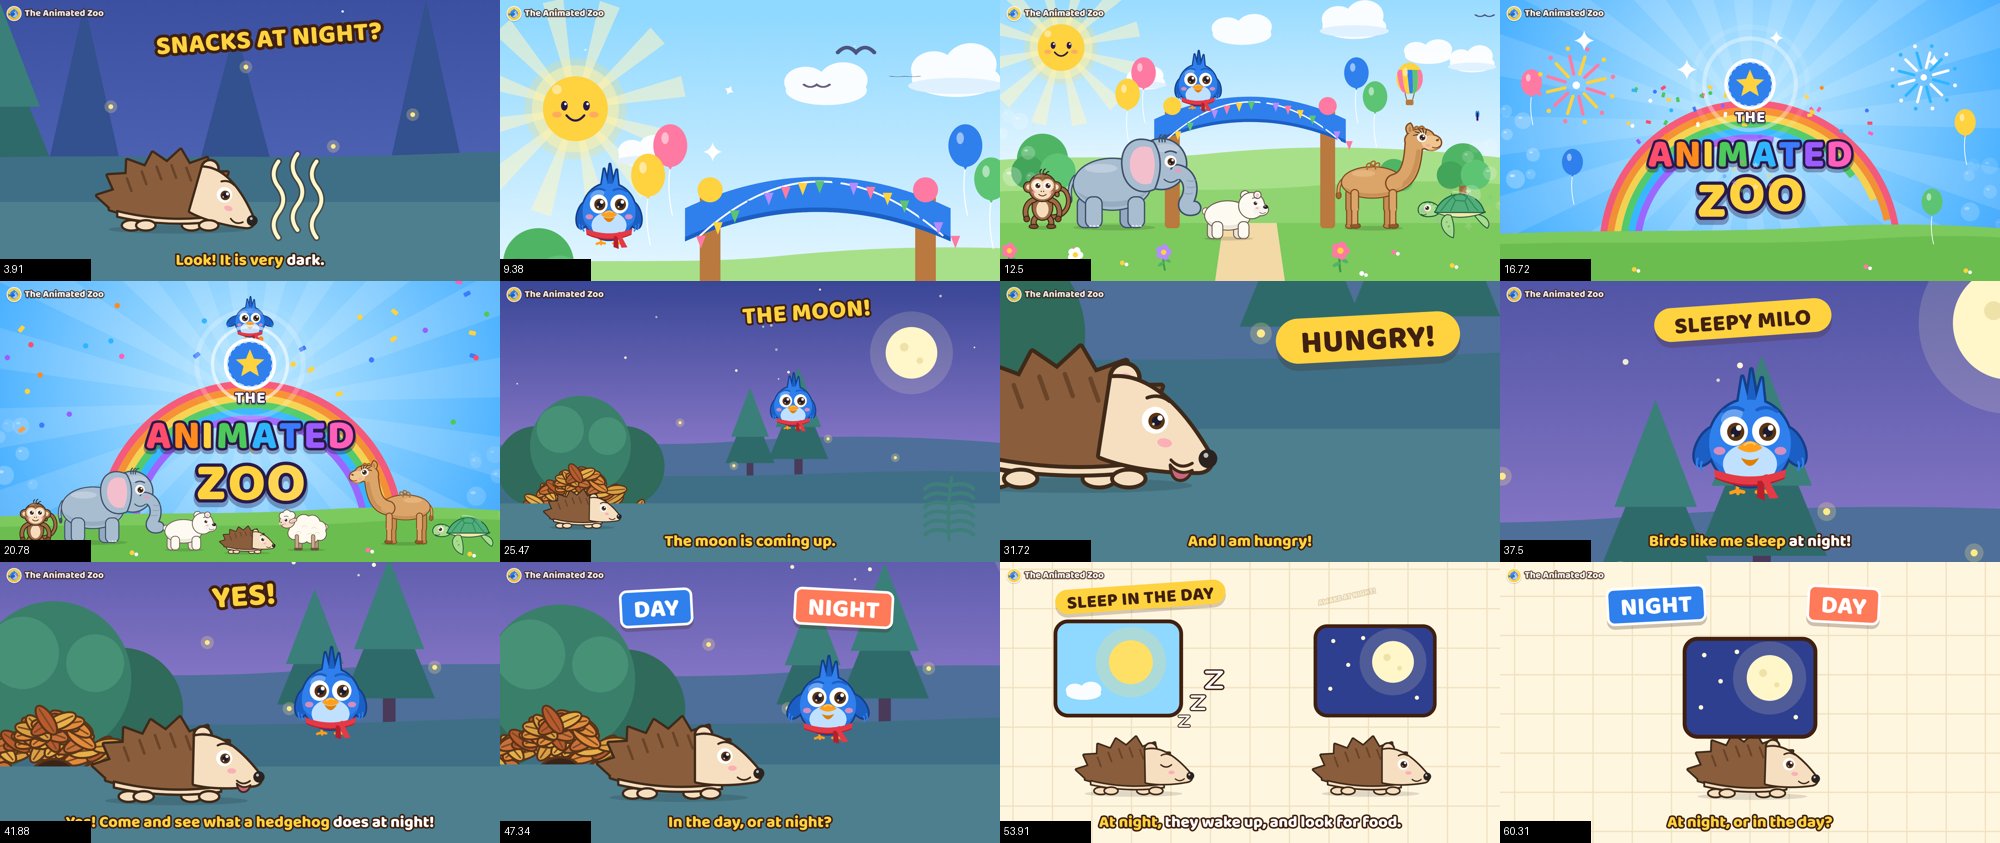 The Animated Zoo
SNACKS AT NIGHT?
Look! It is very dark.
3.91
The Animated Zoo
9.38
The Animated Zoo
12.5
The Animated Zoo
THE
ANIMATED
ZOO
16.72
The Animated Zoo
THE
ANIMATED
ZOO
20.78
The Animated Zoo
THE MOON!
The moon is coming up.
25.47
The Animated Zoo
HUNGRY!
And I am hungry!
31.72
The Animated Zoo
SLEEPY MILO
Birds like me sleep at night!
37.5
The Animated Zoo
YES!
Yes! Come and see what a hedgehog does at night!
41.88
The Animated Zoo
DAY
NIGHT
In the day, or at night?
47.34
The Animated Zoo
SLEEP IN THE DAY
AWAKE AT NIGHT!
Z
Z
Z
At night, they wake up, and look for food.
53.91
The Animated Zoo
NIGHT
DAY
At night, or in the day?
60.31